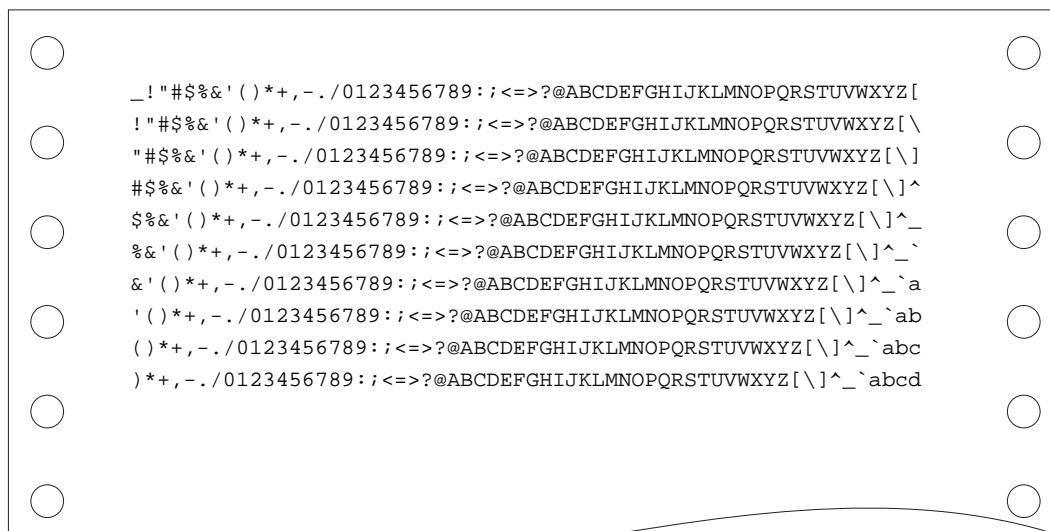 _!"#$%&'()*+,-./0123456789:;<=>?@ABCDEFGHIJKLMNOPQRSTUVWXYZ[
!"#$%&'()*+,-./0123456789:;<=>?@ABCDEFGHIJKLMNOPQRSTUVWXYZ[\
"#$%&'()*+,-./0123456789:;<=>?@ABCDEFGHIJKLMNOPQRSTUVWXYZ[\]
#$%&'()*+,-./0123456789:;<=>?@ABCDEFGHIJKLMNOPQRSTUVWXYZ[\]^
$%&'()*+,-./0123456789:;<=>?@ABCDEFGHIJKLMNOPQRSTUVWXYZ[\]^_
%&'()*+,-./0123456789:;<=>?@ABCDEFGHIJKLMNOPQRSTUVWXYZ[\]^_`
&'()*+,-./0123456789:;<=>?@ABCDEFGHIJKLMNOPQRSTUVWXYZ[\]^_`a
'()*+,-./0123456789:;<=>?@ABCDEFGHIJKLMNOPQRSTUVWXYZ[\]^_`ab
()*+,-./0123456789:;<=>?@ABCDEFGHIJKLMNOPQRSTUVWXYZ[\]^_`abc
)*+,-./0123456789:;<=>?@ABCDEFGHIJKLMNOPQRSTUVWXYZ[\]^_`abcd